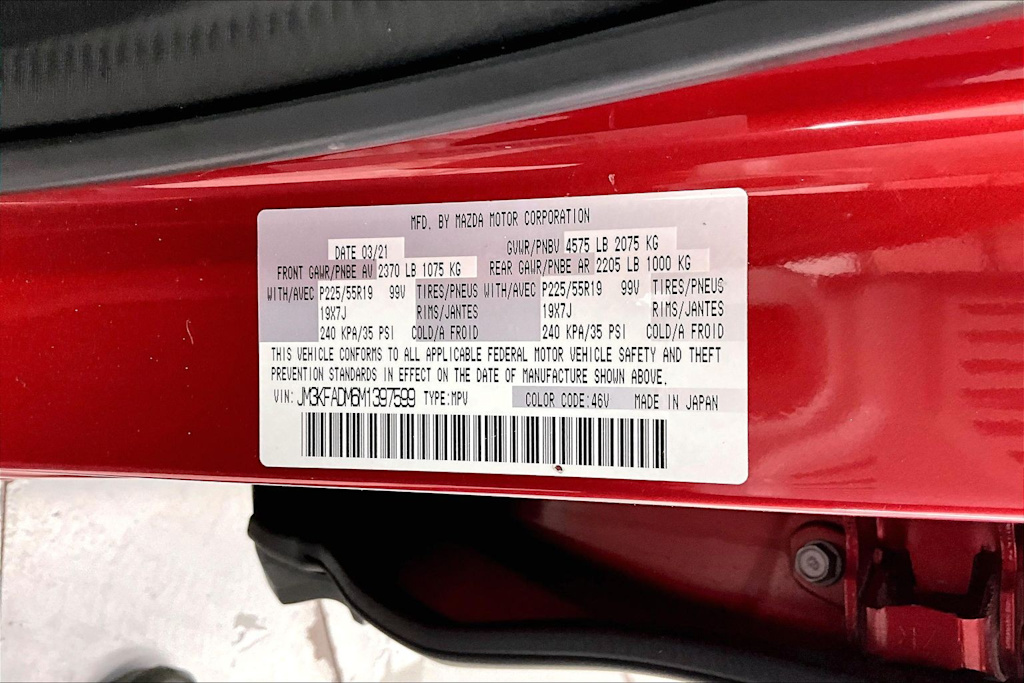 MFD. BY MAZDA MOTOR CORPORATION
DATE 03/21 GVWR/PNBV 4575 LB 2075 KG
FRONT GAWR/PNBE AV 2370 LB 1075 KG REAR GAWR/PNBE AR 2205 LB 1000 KG
WITH/AVEC P225/55R19 99V TIRES/PNEUS WITH/AVEC P225/55R19 99V TIRES/PNEUS
19X7J RIMS/JANTES 19X7J RIMS/JANTES
240 KPA/35 PSI COLD/A FROID 240 KPA/35 PSI COLD/A FROID
THIS VEHICLE CONFORMS TO ALL APPLICABLE FEDERAL MOTOR VEHICLE SAFETY AND THEFT
PREVENTION STANDARDS IN EFFECT ON THE DATE OF MANUFACTURE SHOWN ABOVE.
VIN: JM3KFADM6M1397599 TYPE:MPV COLOR CODE:46V MADE IN JAPAN